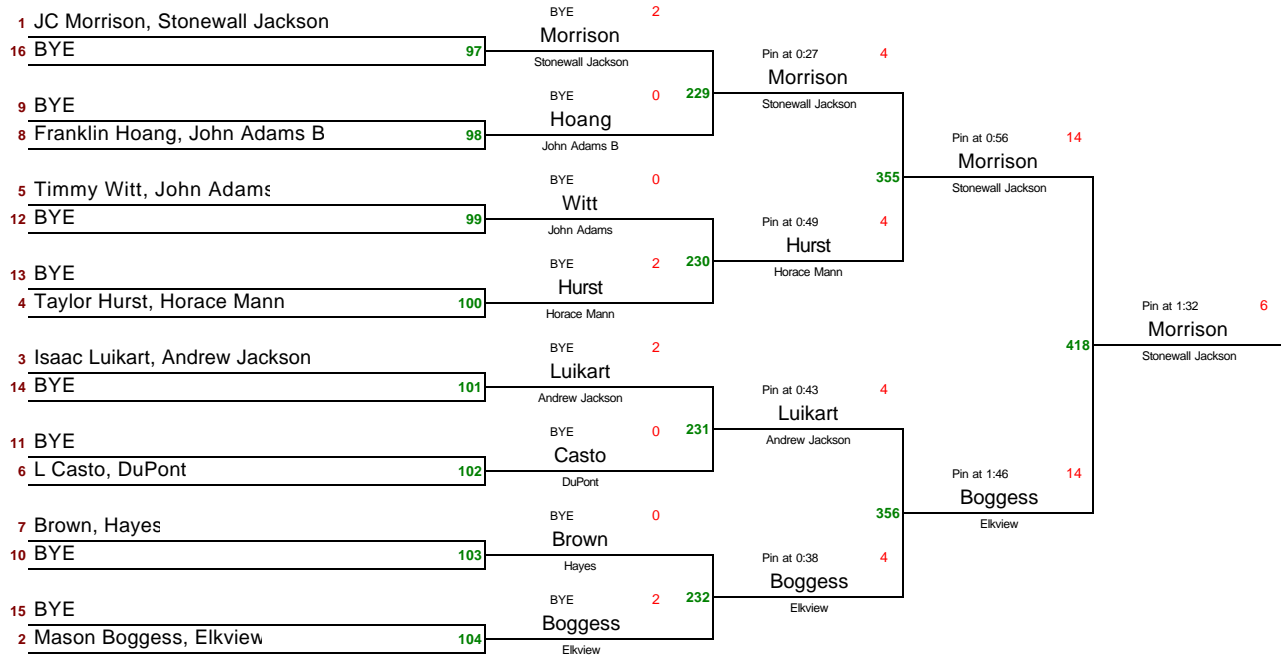 1 JC Morrison, Stonewall Jackson
16 BYE
97
9 BYE
8 Franklin Hoang, John Adams B
98
5 Timmy Witt, John Adams
12 BYE
99
13 BYE
4 Taylor Hurst, Horace Mann
100
3 Isaac Luikart, Andrew Jackson
14 BYE
101
11 BYE
6 L Casto, DuPont
102
7 Brown, Hayes
10 BYE
103
15 BYE
2 Mason Boggess, Elkview
104
BYE 2
Morrison
Stonewall Jackson
BYE 0
Hoang
John Adams B
229
BYE 0
Witt
John Adams
BYE 2
Hurst
Horace Mann
230
BYE 2
Luikart
Andrew Jackson
BYE 0
Casto
DuPont
231
BYE 0
Brown
Hayes
BYE 2
Boggess
Elkview
232
Pin at 0:27 4
Morrison
Stonewall Jackson
Pin at 0:49 4
Hurst
Horace Mann
355
Pin at 0:43 4
Luikart
Andrew Jackson
Pin at 0:38 4
Boggess
Elkview
356
Pin at 0:56 14
Morrison
Stonewall Jackson
Pin at 1:46 14
Boggess
Elkview
418
Pin at 1:32 6
Morrison
Stonewall Jackson